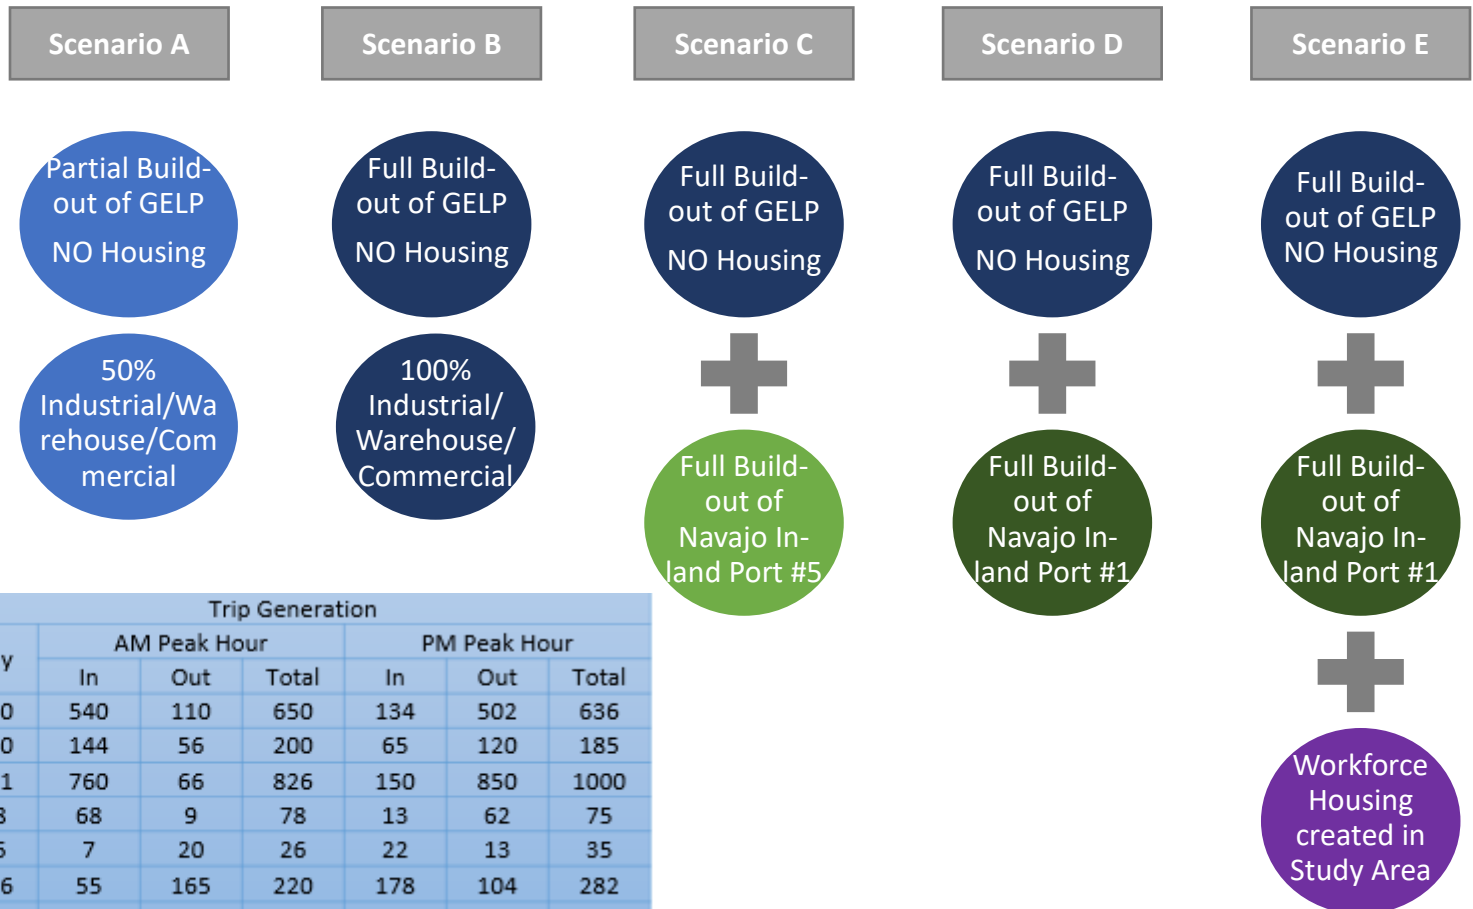 Scenario A
Scenario B
Scenario C
Scenario D
Scenario E
Partial Build-
out of GELP
NO Housing
Full Build-
out of GELP
NO Housing
Full Build-
out of GELP
NO Housing
Full Build-
out of GELP
NO Housing
Full Build-
out of GELP
NO Housing
50%
Industrial/Wa
rehouse/Com
mercial
100%
Industrial/
Warehouse/
Commercial
Full Build-
out of
Navajo In-
land Port #5
Full Build-
out of
Navajo In-
land Port #1
Full Build-
out of
Navajo In-
land Port #1
Workforce
Housing
created in
Study Area
Trip Generation
AM Peak Hour PM Peak Hour
In Out Total In Out Total
540 110 650 134 502 636
144 56 200 65 120 185
760 66 826 150 850 1000
68 9 78 13 62 75
7 20 26 22 13 35
55 165 220 178 104 282